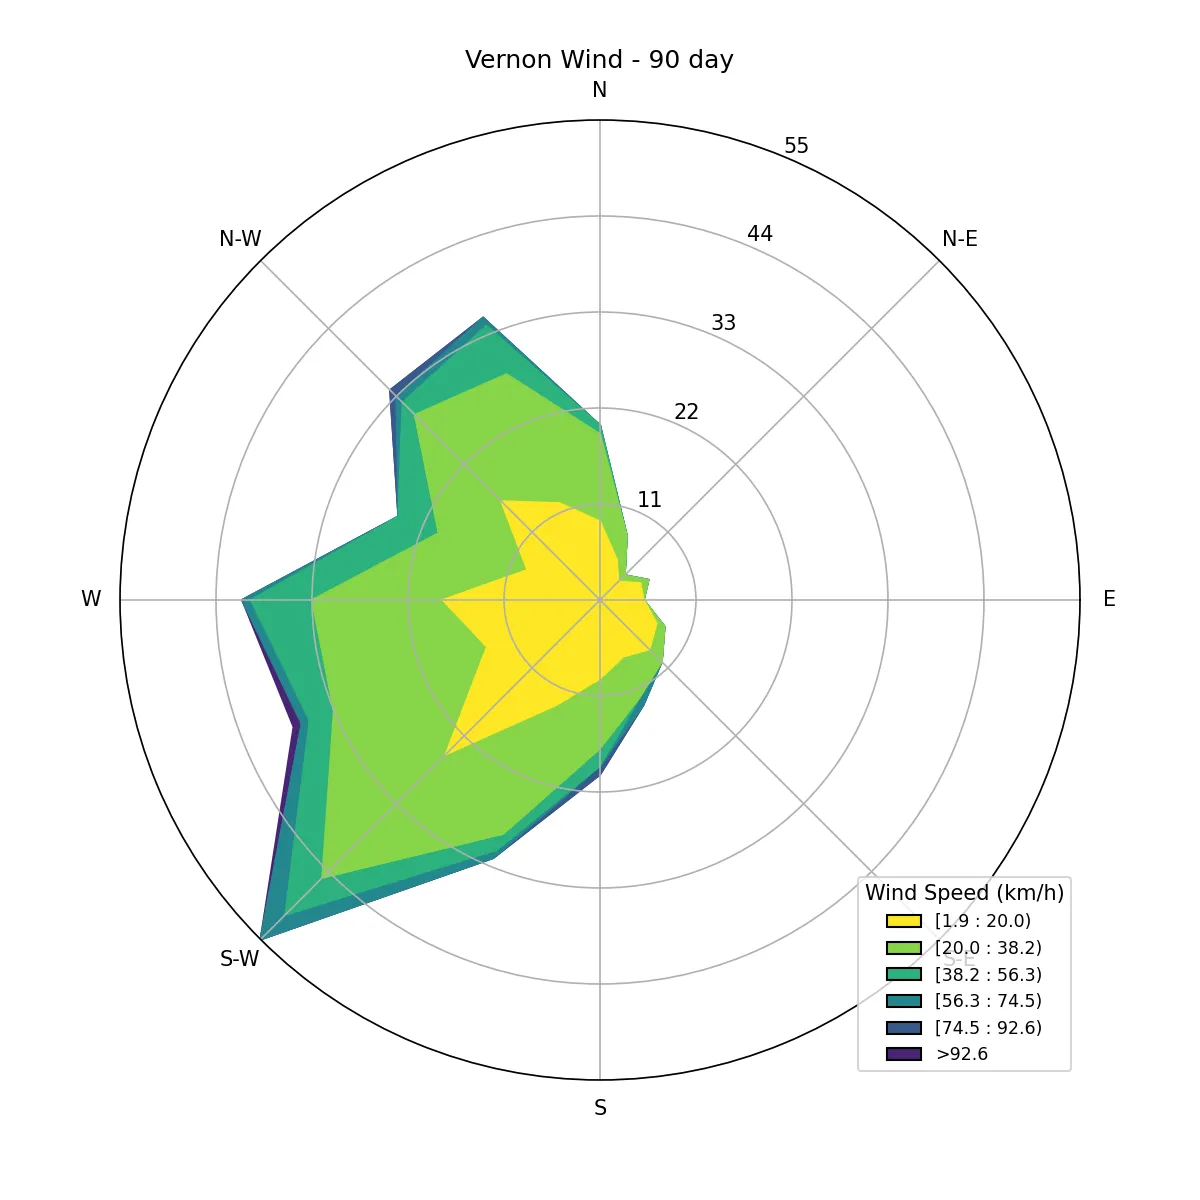 Vernon Wind - 90 day
N
55
N-W
N-E
44
33
22
11
W
E
S-W
S-E
Wind Speed (km/h)
[1.9 : 20.0)
[20.0 : 38.2)
[38.2 : 56.3)
[56.3 : 74.5)
[74.5 : 92.6)
>92.6
S